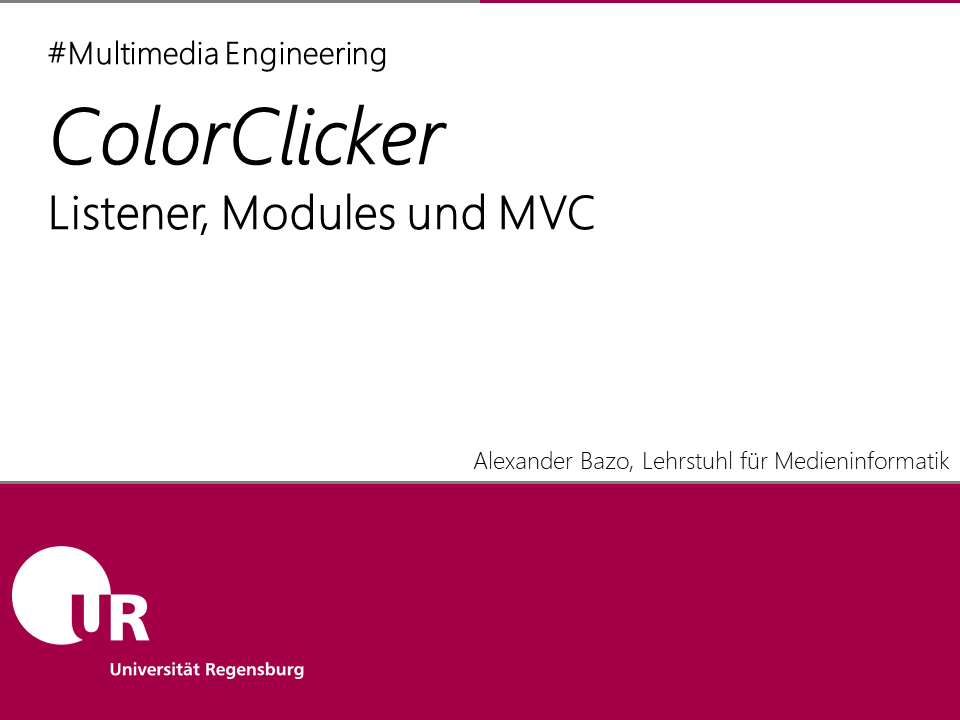 #Multimedia Engineering
ColorClicker
Listener, Modules und MVC
Alexander Bazo, Lehrstuhl für Medieninformatik
UR
Universität Regensburg